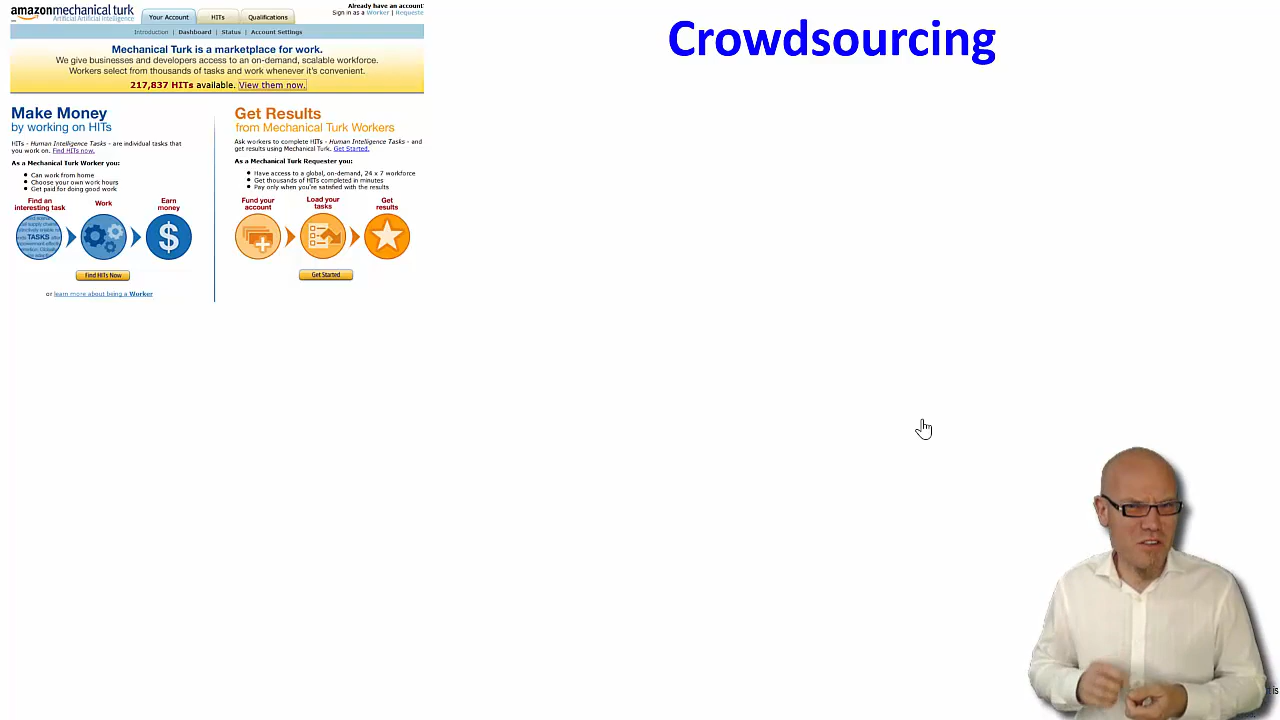 amazonmechanical turk
Artificial Artificial Intelligence
Your Account
HITs
Qualifications
Already have an account?
Sign in as a Worker | Requeste
Introduction | Dashboard | Status | Account Settings
Crowdsourcing
Mechanical Turk is a marketplace for work.
We give businesses and developers access to an on-demand, scalable workforce.
Workers select from thousands of tasks and work whenever it's convenient.
217,837 HITs available. View them now.
Make Money
by working on HITs
HITs - Human Intelligence Tasks - are individual tasks that
you work on. Find HITs now.
As a Mechanical Turk Worker you:
• Can work from home
• Choose your own work hours
• Get paid for doing good work
Find an
interesting task
Work
Earn
money
TASKS
$
Find HITs Now
or learn more about being a Worker
Get Results
from Mechanical Turk Workers
Ask workers to complete HITs - Human Intelligence Tasks - and
get results using Mechanical Turk. Get Started.
As a Mechanical Turk Requester you:
• Have access to a global, on-demand, 24 x 7 workforce
• Get thousands of HITs completed in minutes
• Pay only when you're satisfied with the results
Fund your
account
Load your
tasks
Get
results
Get Started